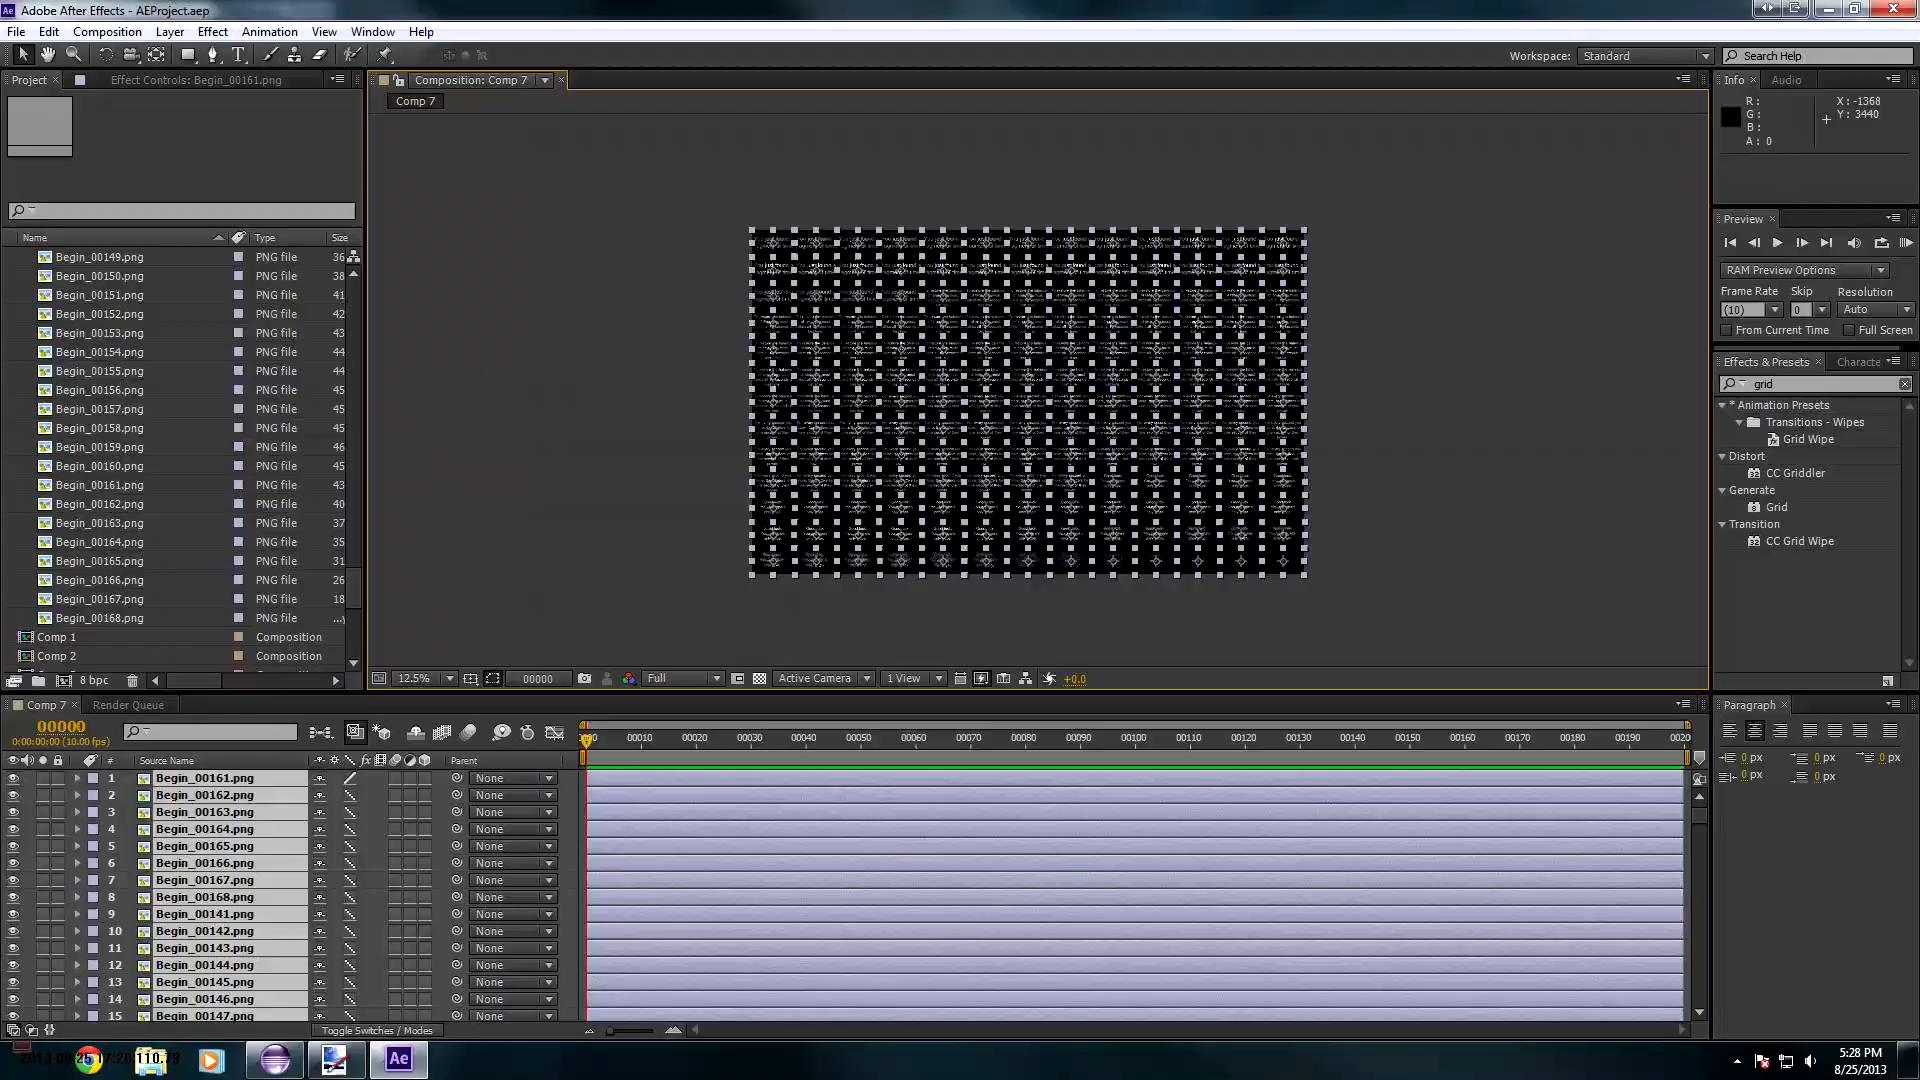 Adobe After Effects - AEProject.aep
File Edit Composition Layer Effect Animation View Window Help
Workspace: Standard Search Help
Project Effect Controls: Begin_00161.png
Composition: Comp 7
Comp 7
Name Type Size
Begin_00149.png PNG file 36
Begin_00150.png PNG file 38
Begin_00151.png PNG file 41
Begin_00152.png PNG file 42
Begin_00153.png PNG file 43
Begin_00154.png PNG file 44
Begin_00155.png PNG file 44
Begin_00156.png PNG file 45
Begin_00157.png PNG file 45
Begin_00158.png PNG file 45
Begin_00159.png PNG file 46
Begin_00160.png PNG file 45
Begin_00161.png PNG file 43
Begin_00162.png PNG file 40
Begin_00163.png PNG file 37
Begin_00164.png PNG file 35
Begin_00165.png PNG file 31
Begin_00166.png PNG file 26
Begin_00167.png PNG file 18
Begin_00168.png PNG file ...y
Comp 1 Composition
Comp 2 Composition
8 bpc
12.5% 00000 Full Active Camera 1 View +0.0
Info Audio
R : X : -1368
G : Y : 3440
B :
A : 0
Preview
RAM Preview Options
Frame Rate Skip Resolution
(10) 0 Auto
From Current Time Full Screen
Effects & Presets Characte
grid
* Animation Presets
Transitions - Wipes
Grid Wipe
Distort
CC Griddler
Generate
Grid
Transition
CC Grid Wipe
Paragraph
0 px 0 px 0 px
0 px 0 px
Comp 7 Render Queue
00000
0:00:00:00 (10.00 fps)
00010 00020 00030 00040 00050 00060 00070 00080 00090 00100 00110 00120 00130 00140 00150 00160 00170 00180 00190 0020
# Source Name fx Parent
1 Begin_00161.png None
2 Begin_00162.png None
3 Begin_00163.png None
4 Begin_00164.png None
5 Begin_00165.png None
6 Begin_00166.png None
7 Begin_00167.png None
8 Begin_00168.png None
9 Begin_00141.png None
10 Begin_00142.png None
11 Begin_00143.png None
12 Begin_00144.png None
13 Begin_00145.png None
14 Begin_00146.png None
15 Begin_00147.png None
Toggle Switches / Modes
Ae
5:28 PM
8/25/2013